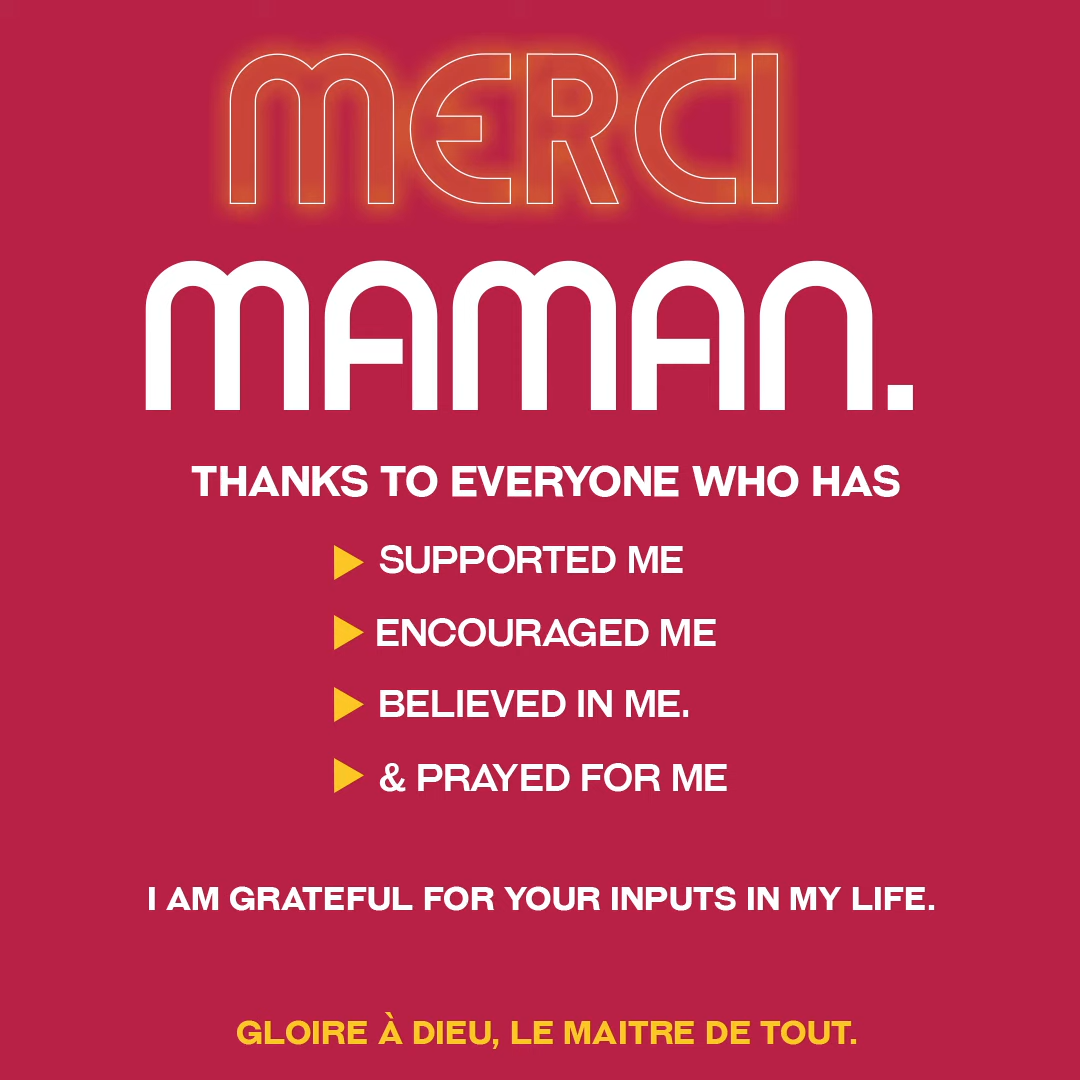 MERCI
MAMAN.
THANKS TO EVERYONE WHO HAS
SUPPORTED ME
ENCOURAGED ME
BELIEVED IN ME.
& PRAYED FOR ME
I AM GRATEFUL FOR YOUR INPUTS IN MY LIFE.
GLOIRE À DIEU, LE MAITRE DE TOUT.